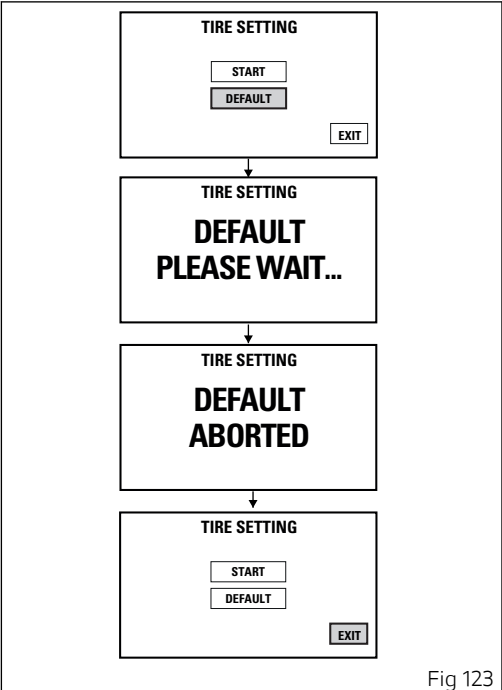 TIRE SETTING
START
DEFAULT
EXIT
TIRE SETTING
DEFAULT
PLEASE WAIT...
TIRE SETTING
DEFAULT
ABORTED
TIRE SETTING
START
DEFAULT
EXIT
Fig 123